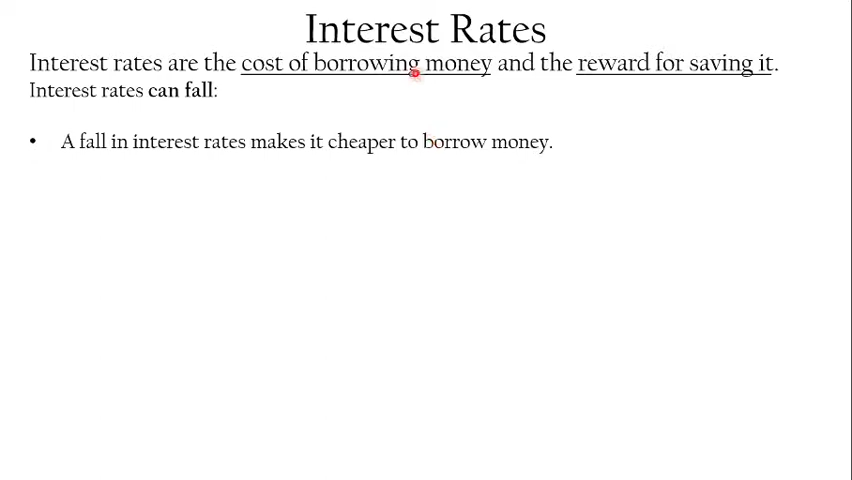 Interest Rates
Interest rates are the cost of borrowing money and the reward for saving it.
Interest rates can fall:
• A fall in interest rates makes it cheaper to borrow money.